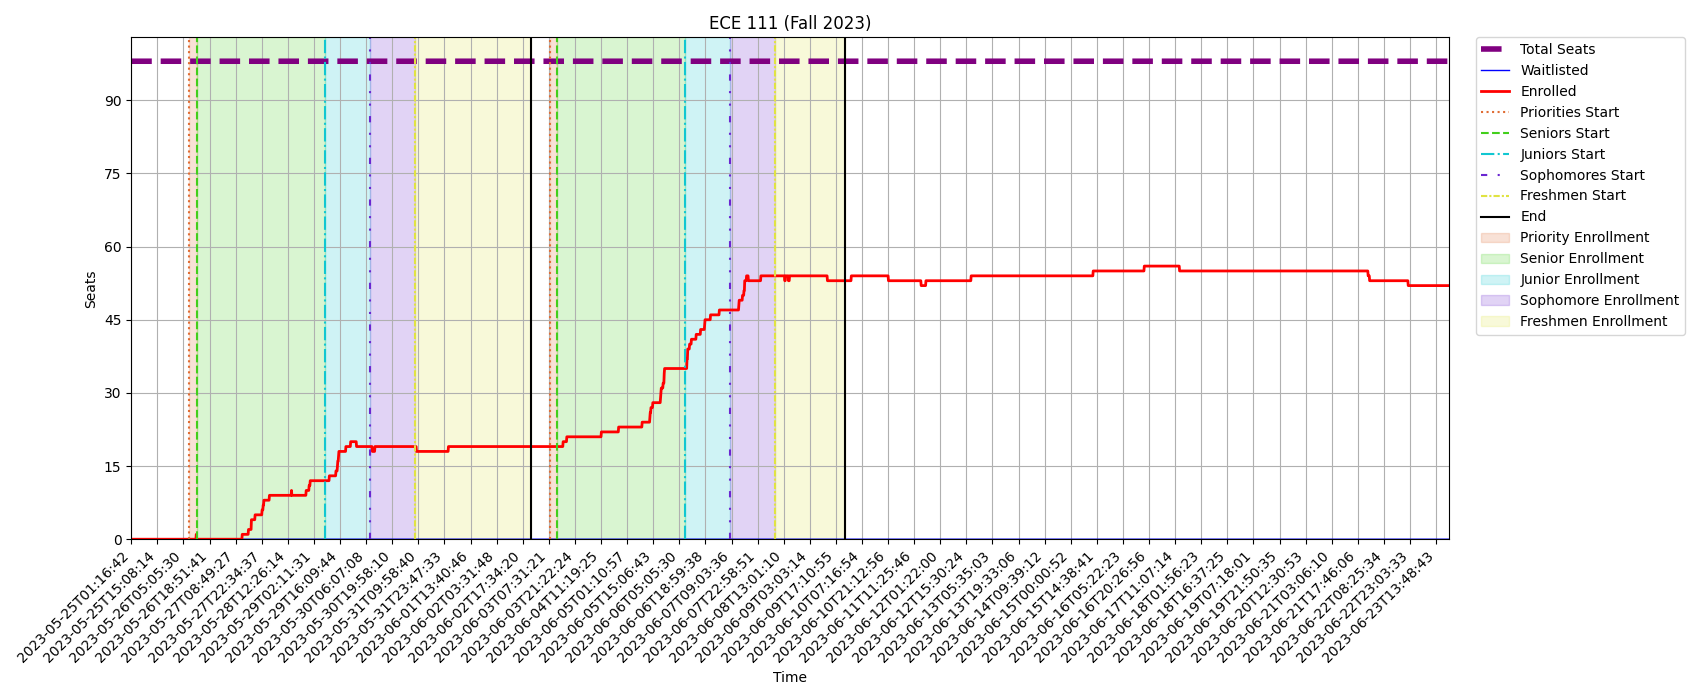 ECE 111 (Fall 2023)
Seats
90
75
60
45
30
15
0
2023-05-25T01:16:42
2023-05-25T15:08:14
2023-05-26T05:05:30
2023-05-26T18:51:41
2023-05-27T08:49:27
2023-05-27T22:34:37
2023-05-28T12:26:14
2023-05-29T02:11:31
2023-05-29T16:09:44
2023-05-30T06:07:08
2023-05-30T19:58:10
2023-05-31T09:58:40
2023-05-31T23:47:33
2023-06-01T13:40:46
2023-06-02T03:31:48
2023-06-02T17:34:20
2023-06-03T07:31:21
2023-06-03T21:22:24
2023-06-04T11:19:25
2023-06-05T01:10:57
2023-06-05T15:06:43
2023-06-06T05:05:30
2023-06-06T18:59:38
2023-06-07T09:03:36
2023-06-07T22:58:51
2023-06-08T13:01:10
2023-06-09T03:03:14
2023-06-09T17:10:55
2023-06-10T07:16:54
2023-06-10T21:12:56
2023-06-11T11:25:46
2023-06-12T01:22:00
2023-06-12T15:30:24
2023-06-13T05:35:03
2023-06-13T19:33:06
2023-06-14T09:39:12
2023-06-15T00:00:52
2023-06-15T14:38:41
2023-06-16T05:22:23
2023-06-16T20:26:56
2023-06-17T11:07:14
2023-06-18T01:56:23
2023-06-18T16:37:25
2023-06-19T07:18:01
2023-06-19T21:50:35
2023-06-20T12:30:53
2023-06-21T03:06:10
2023-06-21T17:46:06
2023-06-22T08:25:34
2023-06-22T23:03:33
2023-06-23T13:48:43
Time
Total Seats
Waitlisted
Enrolled
Priorities Start
Seniors Start
Juniors Start
Sophomores Start
Freshmen Start
End
Priority Enrollment
Senior Enrollment
Junior Enrollment
Sophomore Enrollment
Freshmen Enrollment